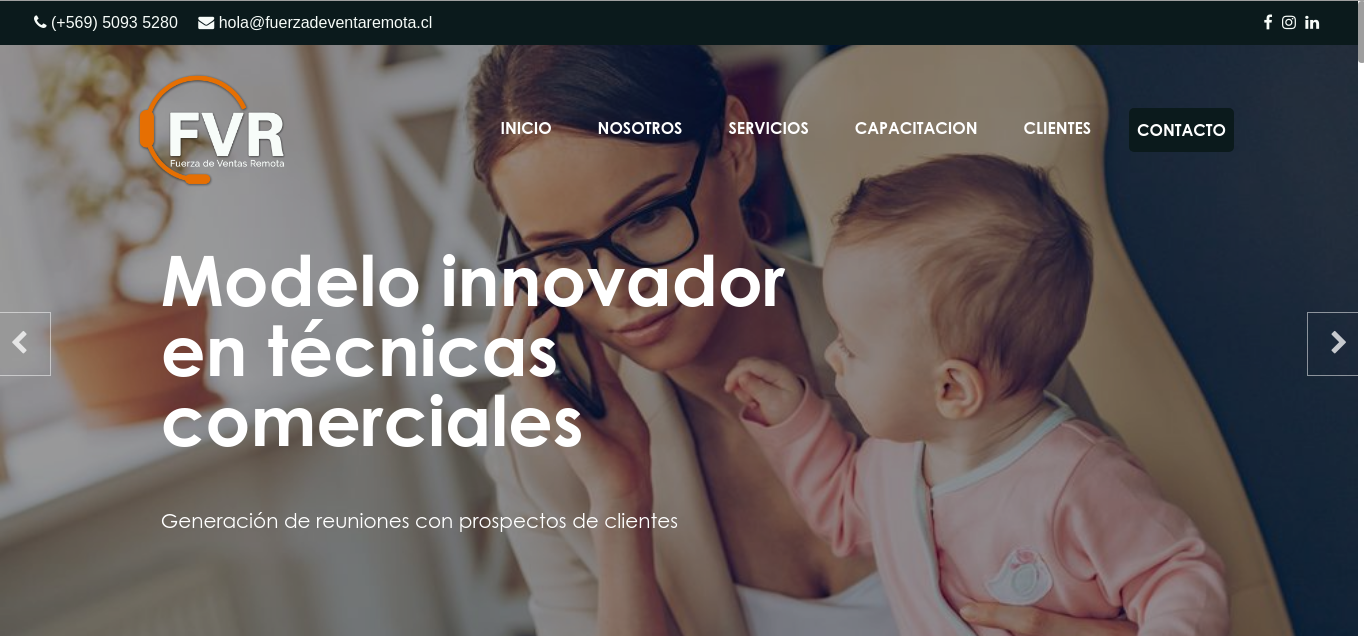 (+569) 5093 5280 hola@fuerzadeventaremota.cl
FVR
Fuerza de Ventas Remota
INICIO NOSOTROS SERVICIOS CAPACITACION CLIENTES CONTACTO
Modelo innovador
en técnicas
comerciales
Generación de reuniones con prospectos de clientes